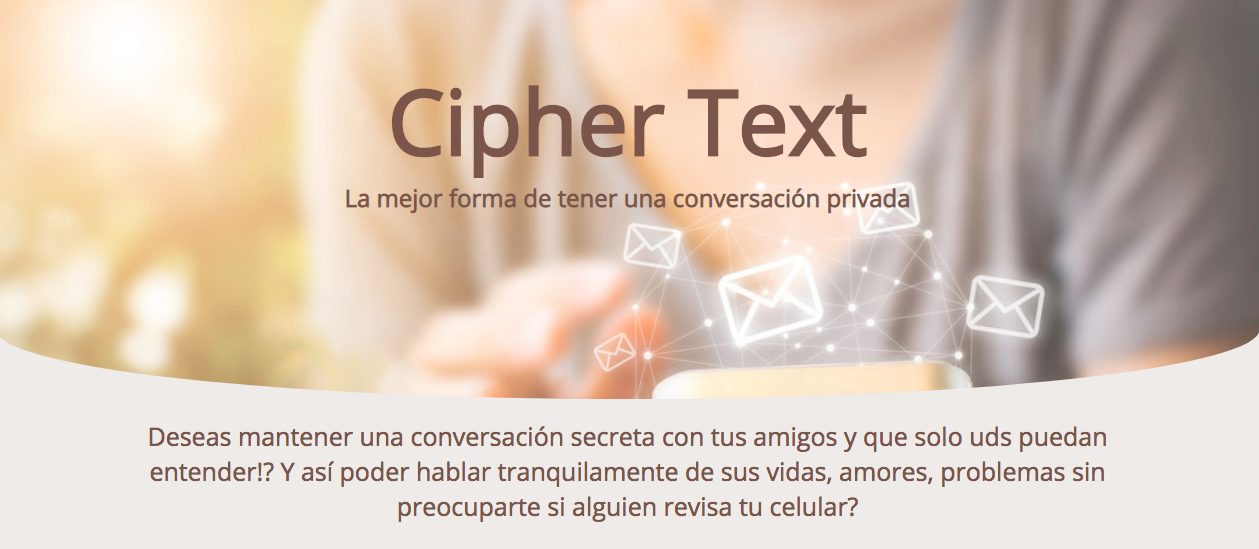 Cipher Text
La mejor forma de tener una conversación privada
Deseas mantener una conversación secreta con tus amigos y que solo uds puedan
entender!? Y así poder hablar tranquilamente de sus vidas, amores, problemas sin
preocuparte si alguien revisa tu celular?